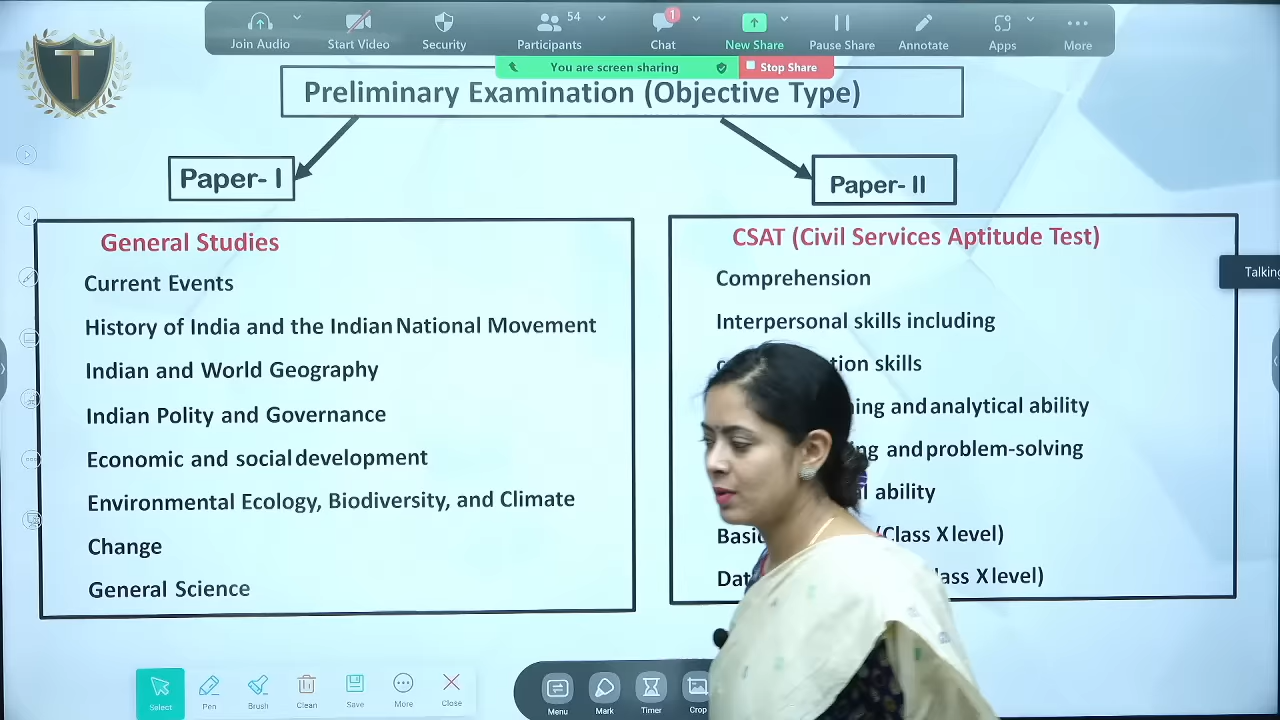 Join Audio
Start Video
Security
54
Participants
1
Chat
New Share
Pause Share
Annotate
Apps
More
You are screen sharing
Stop Share
T
Preliminary Examination (Objective Type)
Paper- I
Paper- II
General Studies
Current Events
History of India and the Indian National Movement
Indian and World Geography
Indian Polity and Governance
Economic and social development
Environmental Ecology, Biodiversity, and Climate
Change
General Science
CSAT (Civil Services Aptitude Test)
Comprehension
Interpersonal skills including
skills
and analytical ability
and problem-solving
ability
(Class X level)
X level)
Talking
Select
Pen
Brush
Clean
Save
More
Close
Menu
Mark
Timer
Crop